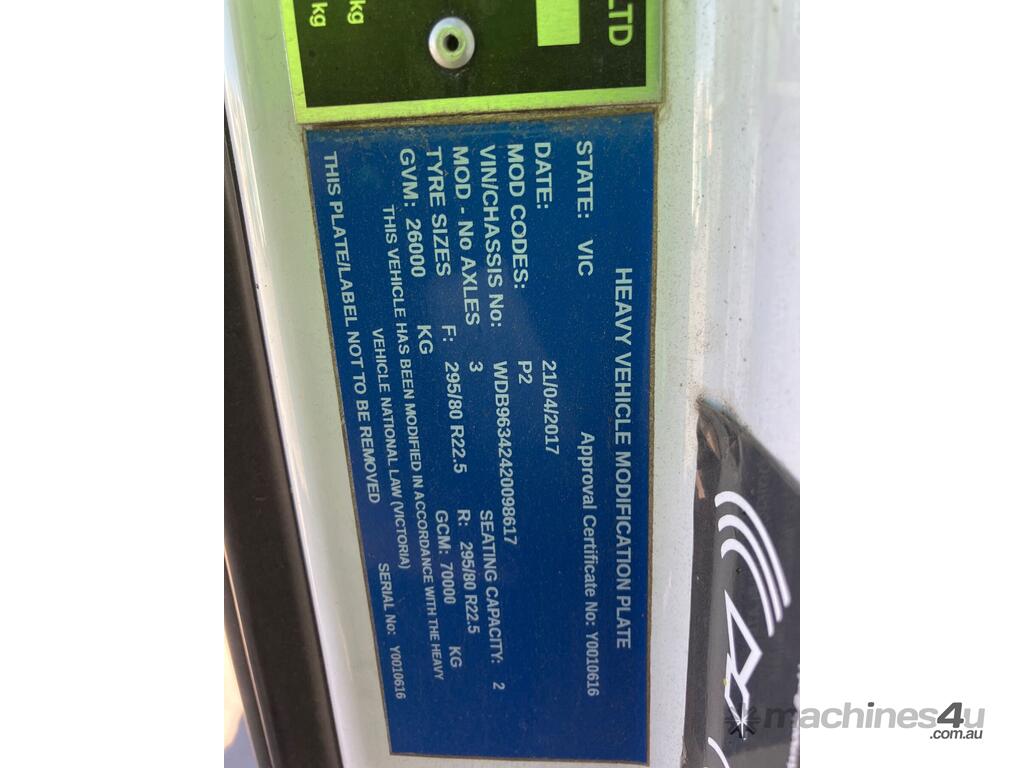 LTD
kg
kg
HEAVY VEHICLE MODIFICATION PLATE
STATE: VIC Approval Certificate No: Y0010616
DATE: 21/04/2017
MOD CODES: P2
VIN/CHASSIS No: WDB96342420098617
MOD - No AXLES 3 SEATING CAPACITY: 2
TYRE SIZES F: 295/80 R22.5 R: 295/80 R22.5
GVM: 26000 KG GCM: 70000 KG
THIS VEHICLE HAS BEEN MODIFIED IN ACCORDANCE WITH THE HEAVY
VEHICLE NATIONAL LAW (VICTORIA)
THIS PLATE/LABEL NOT TO BE REMOVED SERIAL No: Y0010616
machines4u
.com.au